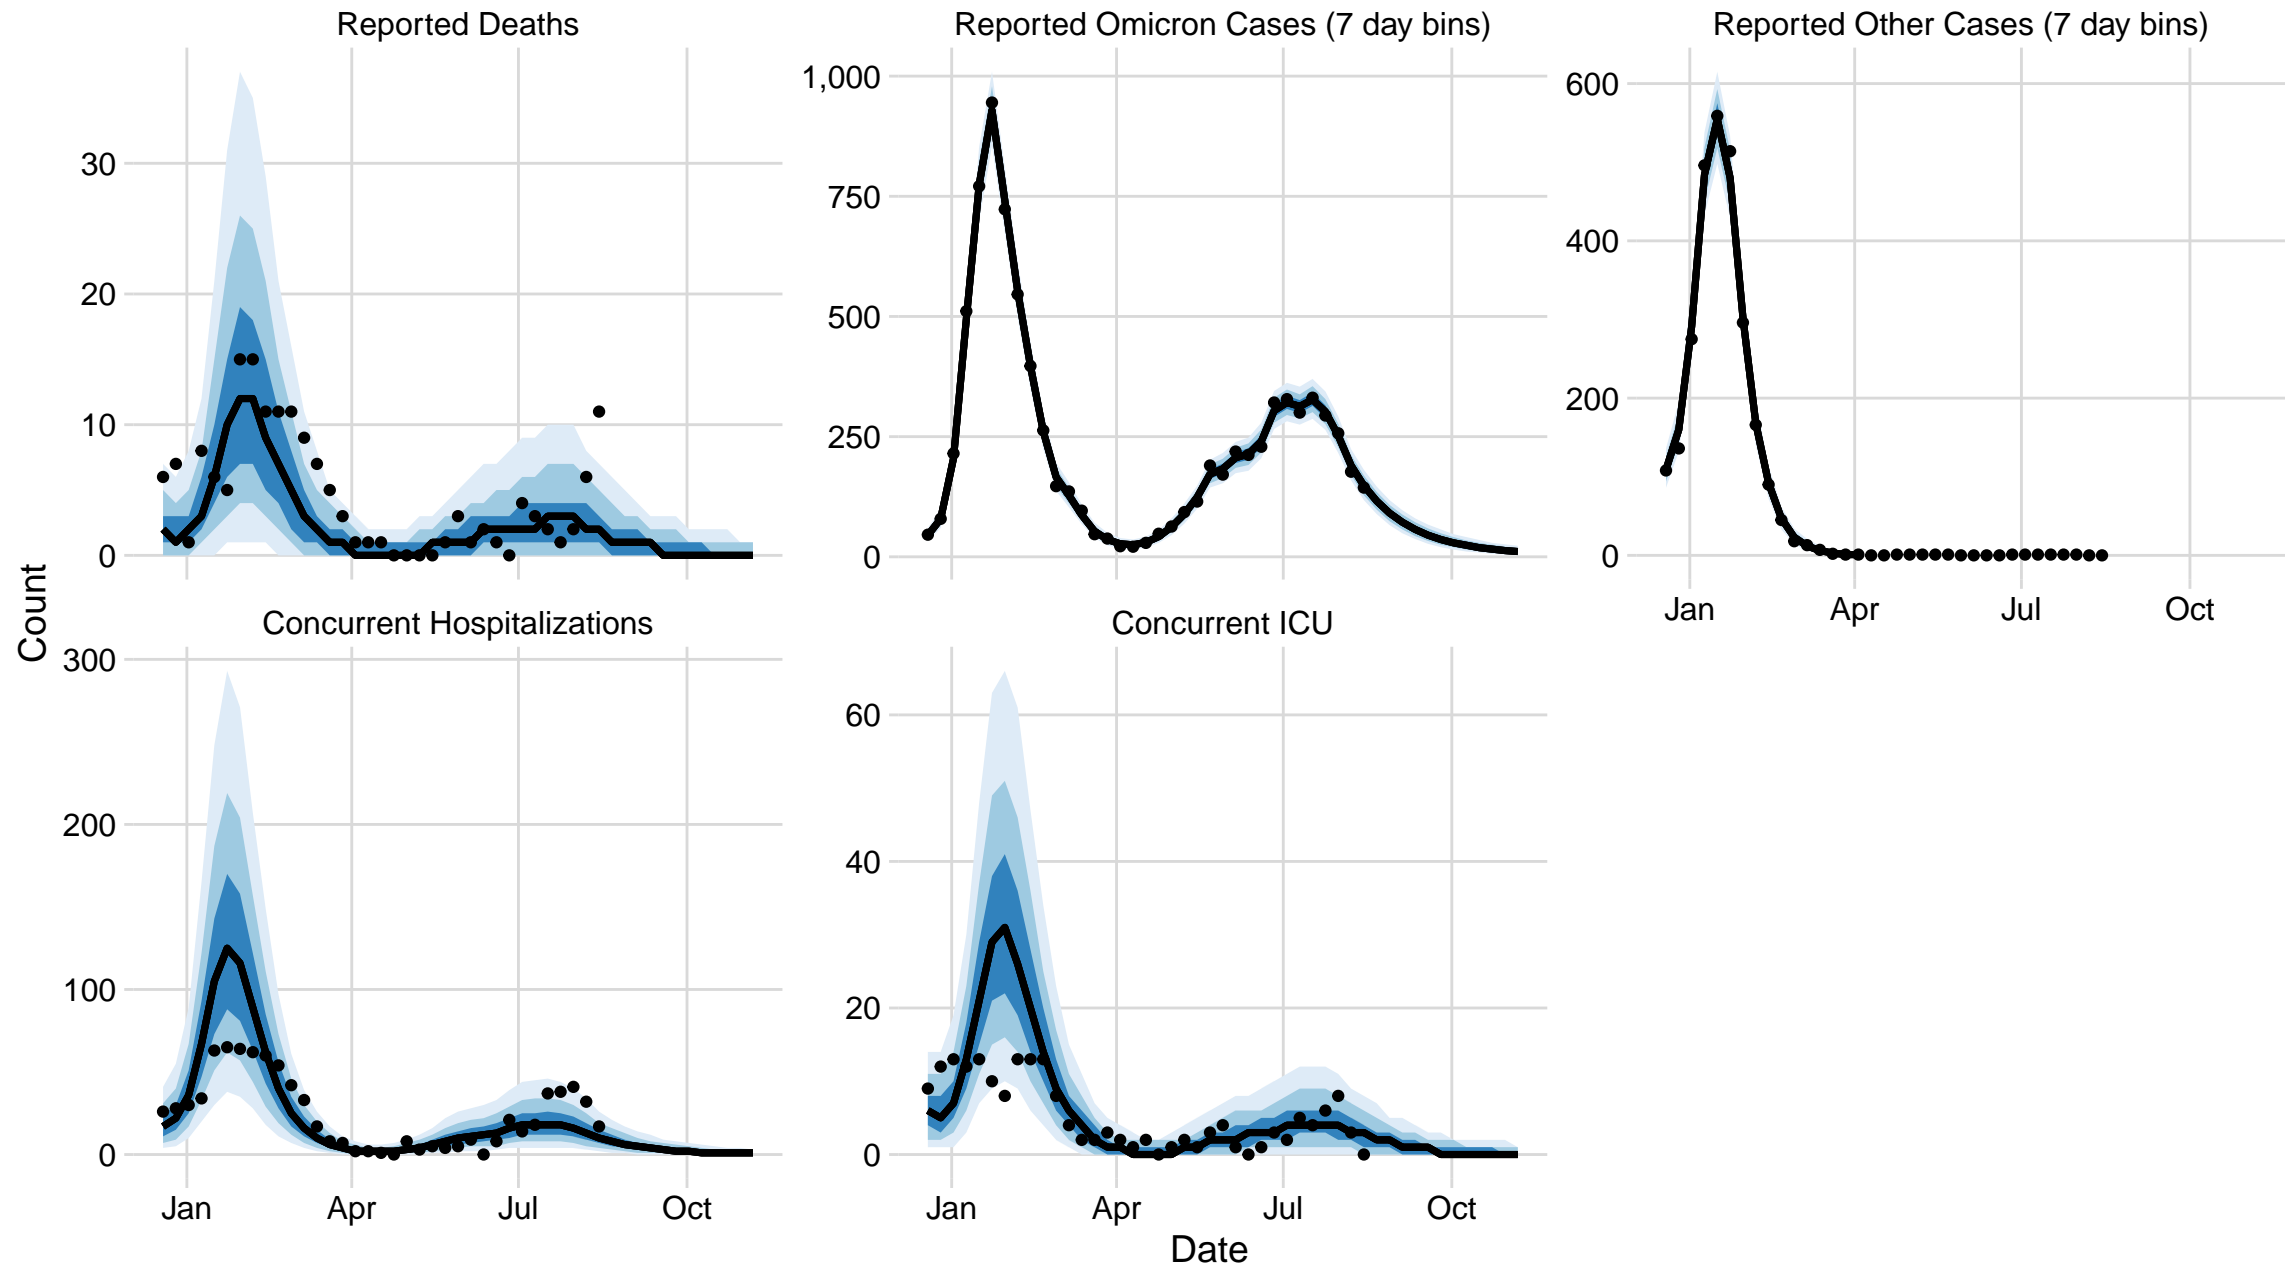 Reported Deaths
Reported Omicron Cases (7 day bins)
Reported Other Cases (7 day bins)
30
20
10
0
1,000
750
500
250
0
600
400
200
0
Jan Apr Jul Oct
Count
Concurrent Hospitalizations
Concurrent ICU
300
200
100
0
60
40
20
0
Jan Apr Jul Oct
Jan Apr Jul Oct
Date